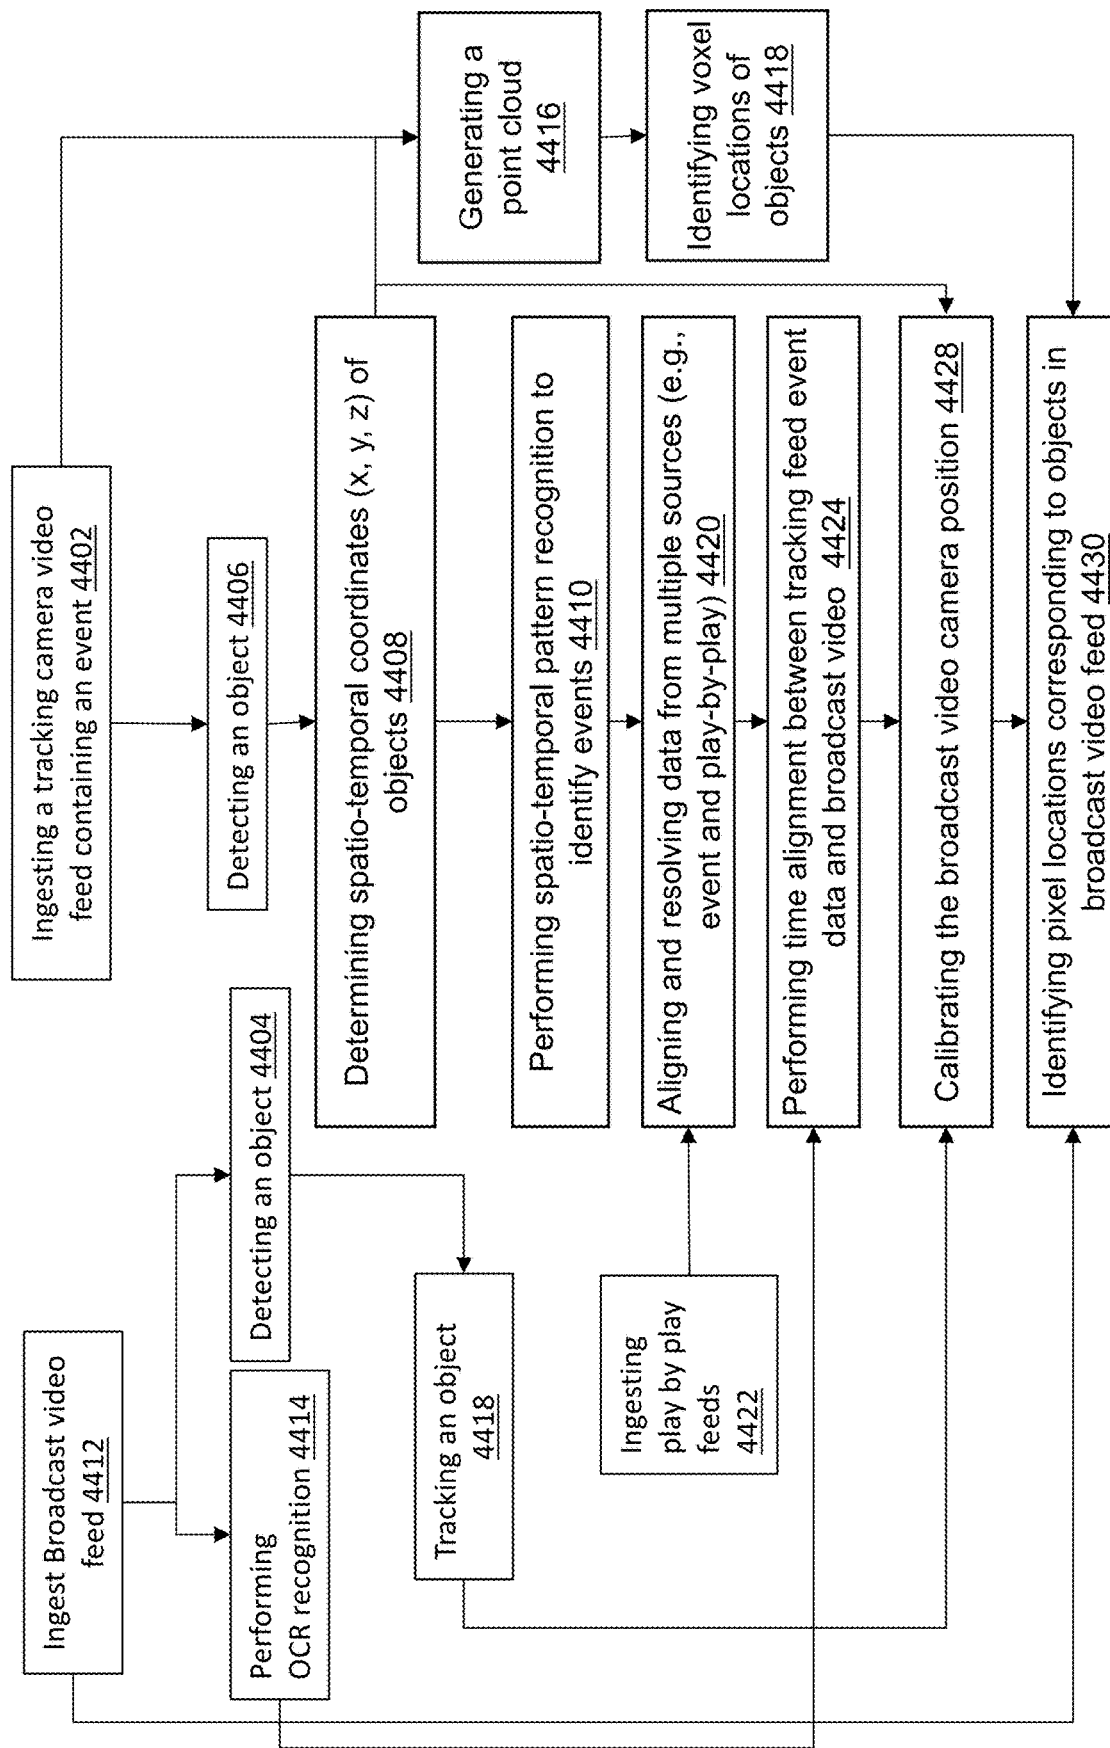 Ingest Broadcast video
feed 4412
Performing
OCR recognition 4414
Detecting an object 4404
Tracking an object
4418
Ingesting
play by play
feeds
4422
Ingesting a tracking camera video
feed containing an event 4402
Detecting an object 4406
Determining spatio-temporal coordinates (x, y, z) of
objects 4408
Performing spatio-temporal pattern recognition to
identify events 4410
Aligning and resolving data from multiple sources (e.g.,
event and play-by-play) 4420
Performing time alignment between tracking feed event
data and broadcast video 4424
Calibrating the broadcast video camera position 4428
Identifying pixel locations corresponding to objects in
broadcast video feed 4430
Generating a
point cloud
4416
Identifying voxel
locations of
objects 4418